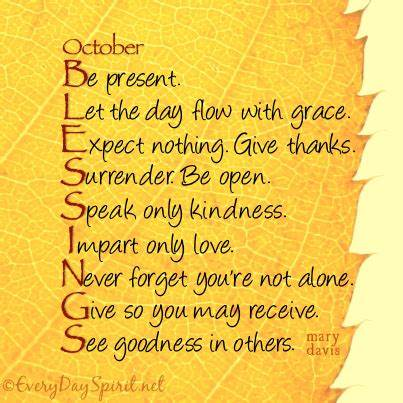 October
Be present.
Let the day flow with grace.
Expect nothing. Give thanks.
Surrender. Be open.
Speak only kindness.
Impart only love.
Never forget you're not alone.
Give so you may receive.
See goodness in others.
mary
davis
©EveryDaySpirit.net